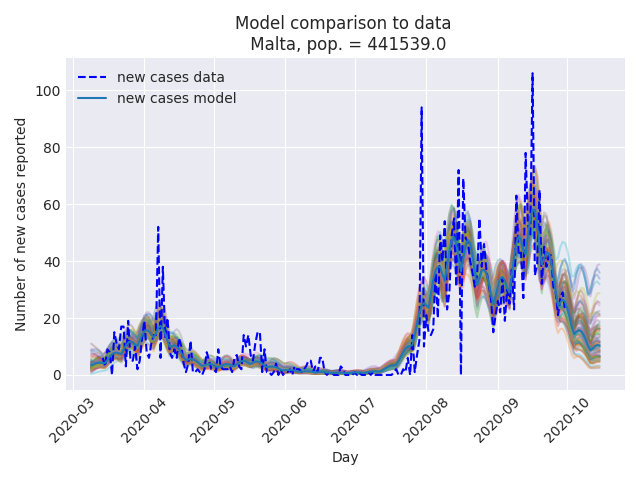 Model comparison to data
Malta, pop. = 441539.0
new cases data
new cases model
Number of new cases reported
100
80
60
40
20
0
2020-03
2020-04
2020-05
2020-06
2020-07
2020-08
2020-09
2020-10
Day